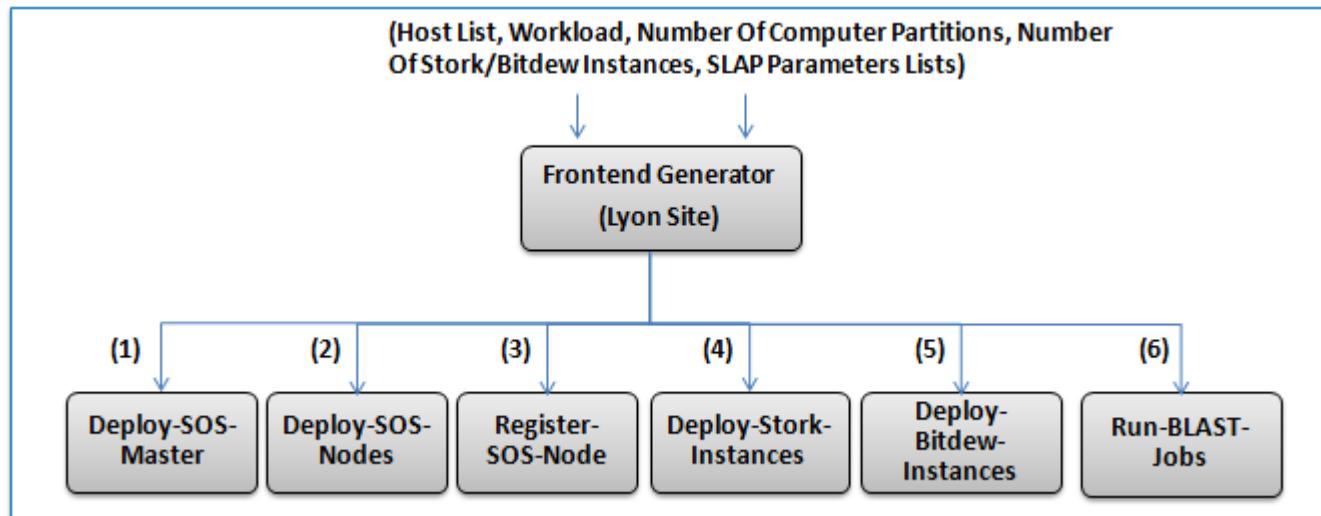 (Host List, Workload, Number Of Computer Partitions, Number
Of Stork/Bitdew Instances, SLAP Parameters Lists)
Frontend Generator
(Lyon Site)
(1)
(2)
(3)
(4)
(5)
(6)
Deploy-SOS-
Master
Deploy-SOS-
Nodes
Register-
SOS-Node
Deploy-Stork-
Instances
Deploy-
Bitdew-
Instances
Run-BLAST-
Jobs